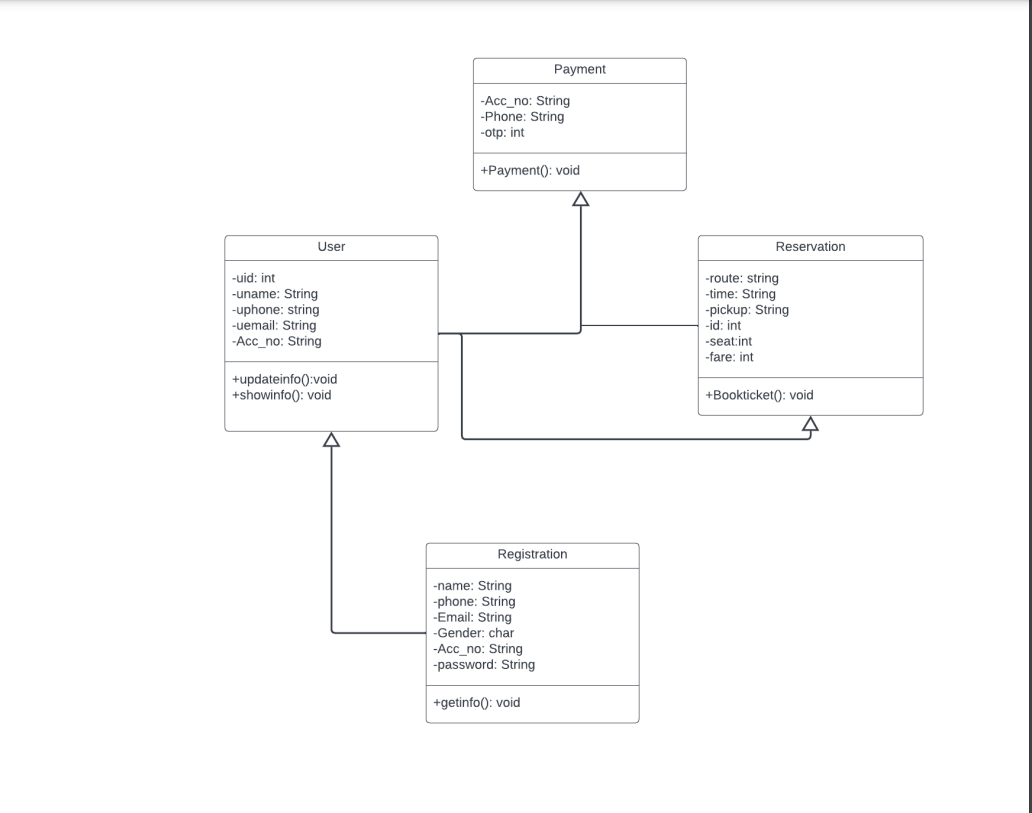 Payment
-Acc_no: String
-Phone: String
-otp: int
+Payment(): void
User
-uid: int
-uname: String
-uphone: string
-uemail: String
-Acc_no: String
+updateinfo():void
+showinfo(): void
Reservation
-route: string
-time: String
-pickup: String
-id: int
-seat:int
-fare: int
+Bookticket(): void
Registration
-name: String
-phone: String
-Email: String
-Gender: char
-Acc_no: String
-password: String
+getinfo(): void